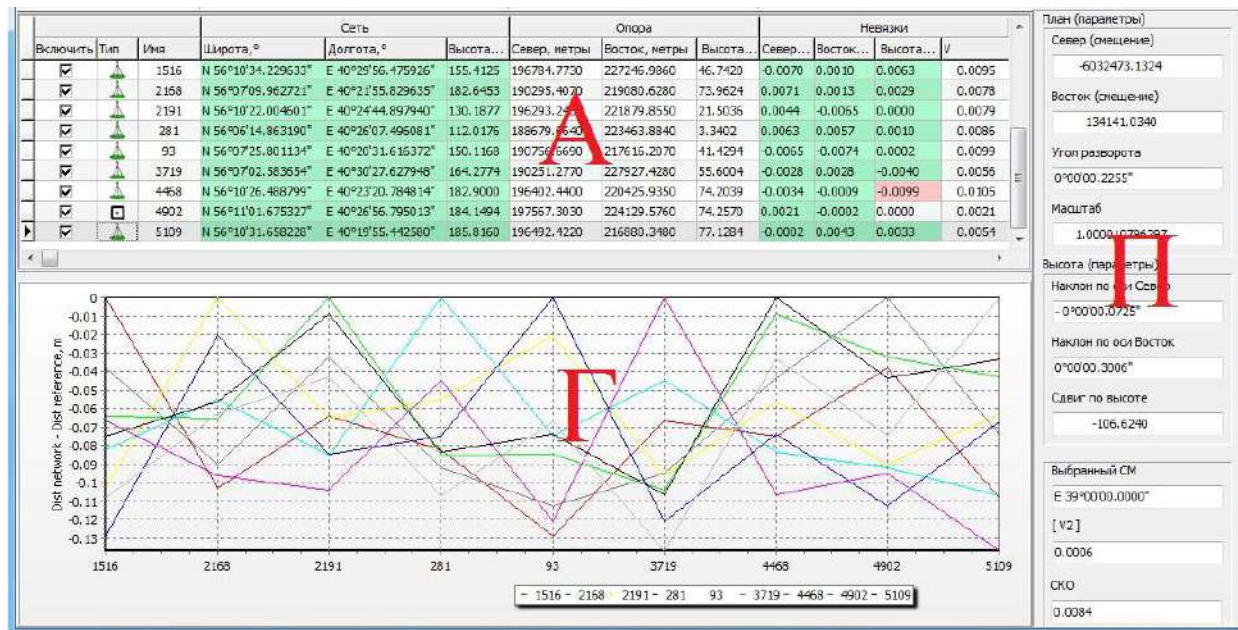 Сеть Опора Невязки
Включить Тип Имя Широта,° Долгота,° Высота... Север, метры Восток, метры Высота... Север... Восток... Высота... V
1516 N 56°10'34.229633" E 40°29'56.475926" 155.4125 196784.7730 227246.9860 46.7420 -0.0070 0.0010 0.0063 0.0095
2168 N 56°07'09.962721" E 40°21'55.829635" 182.6453 190295.4070 219080.6280 73.9624 0.0071 0.0013 0.0029 0.0078
2191 N 56°10'22.004601" E 40°24'44.897940" 130.1877 221879.8550 21.5036 0.0044 -0.0065 0.0000 0.0079
281 N 56°06'14.863190" E 40°26'07.496081" 112.0176 223463.8840 3.3402 0.0063 0.0057 0.0010 0.0086
93 N 56°07'25.801134" E 40°20'31.616372" 150.1168 190756.6690 217616.2070 41.4294 -0.0065 -0.0074 0.0002 0.0099
3719 N 56°07'02.583654" E 40°30'27.629948" 164.2774 190251.2770 227927.4280 55.6004 -0.0028 0.0028 -0.0040 0.0056
4468 N 56°10'26.488799" E 40°23'20.784814" 182.9000 196402.4400 220425.9350 74.2039 -0.0034 -0.0009 -0.0099 0.0105
4902 N 56°11'01.675327" E 40°26'56.795013" 184.1494 197567.3030 224129.5760 74.2570 0.0021 -0.0002 0.0000 0.0021
5109 N 56°10'31.658228" E 40°19'55.442580" 185.8160 196492.4220 216880.3480 77.1284 -0.0002 0.0043 0.0033 0.0054
А
План (параметры)
Север (смещение)
-6032473.1324
Восток (смещение)
134141.0340
Угол разворота
0°00'00.2255"
Масштаб
Высота (параметры)
Наклон по оси Север
- 0°00'00.0725"
Наклон по оси Восток
0°00'00.3006"
Сдвиг по высоте
-106.6240
П
Выбранный СМ
E 39°00'00.0000"
[ V2 ]
0.0006
СКО
0.0084
Dist network - Dist reference, m
0
-0.01
-0.02
-0.03
-0.04
-0.05
-0.06
-0.07
-0.08
-0.09
-0.1
-0.11
-0.12
-0.13
Г
1516 2168 2191 281 93 3719 4468 4902 5109
- 1516 - 2168 - 2191 - 281 93 - 3719 - 4468 - 4902 - 5109